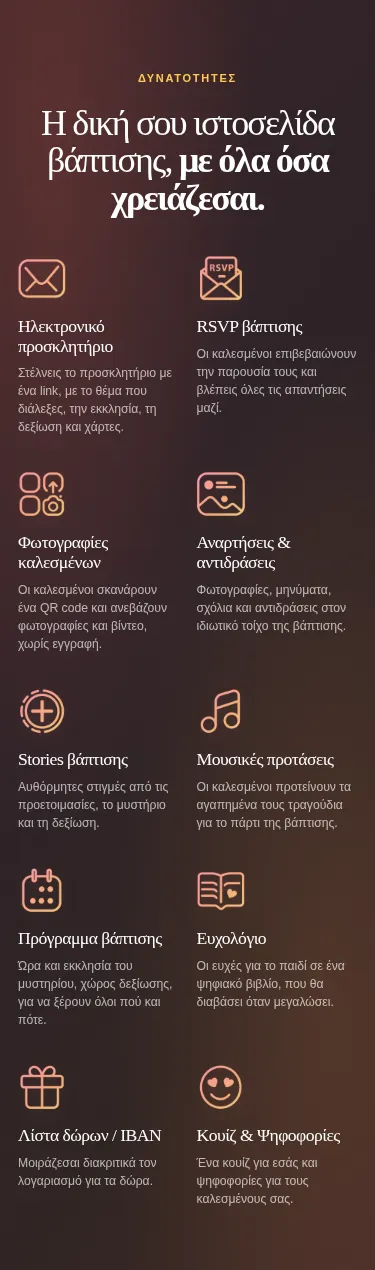 ΔΥΝΑΤΟΤΗΤΕΣ
Η δική σου ιστοσελίδα
βάπτισης, με όλα όσα
χρειάζεσαι.
Ηλεκτρονικό
προσκλητήριο
Στέλνεις το προσκλητήριο με
ένα link, με το θέμα που
διάλεξες, την εκκλησία, τη
δεξίωση και χάρτες.
RSVP
RSVP βάπτισης
Οι καλεσμένοι επιβεβαιώνουν
την παρουσία τους και
βλέπεις όλες τις απαντήσεις
μαζί.
Φωτογραφίες
καλεσμένων
Οι καλεσμένοι σκανάρουν
ένα QR code και ανεβάζουν
φωτογραφίες και βίντεο,
χωρίς εγγραφή.
Αναρτήσεις &
αντιδράσεις
Φωτογραφίες, μηνύματα,
σχόλια και αντιδράσεις στον
ιδιωτικό τοίχο της βάπτισης.
Stories βάπτισης
Αυθόρμητες στιγμές από τις
προετοιμασίες, το μυστήριο
και τη δεξίωση.
Μουσικές προτάσεις
Οι καλεσμένοι προτείνουν τα
αγαπημένα τους τραγούδια
για το πάρτι της βάπτισης.
Πρόγραμμα βάπτισης
Ώρα και εκκλησία του
μυστηρίου, χώρος δεξίωσης,
για να ξέρουν όλοι πού και
πότε.
Ευχολόγιο
Οι ευχές για το παιδί σε ένα
ψηφιακό βιβλίο, που θα
διαβάσει όταν μεγαλώσει.
Λίστα δώρων / IBAN
Μοιράζεσαι διακριτικά τον
λογαριασμό για τα δώρα.
Κουίζ & Ψηφοφορίες
Ένα κουίζ για εσάς και
ψηφοφορίες για τους
καλεσμένους σας.